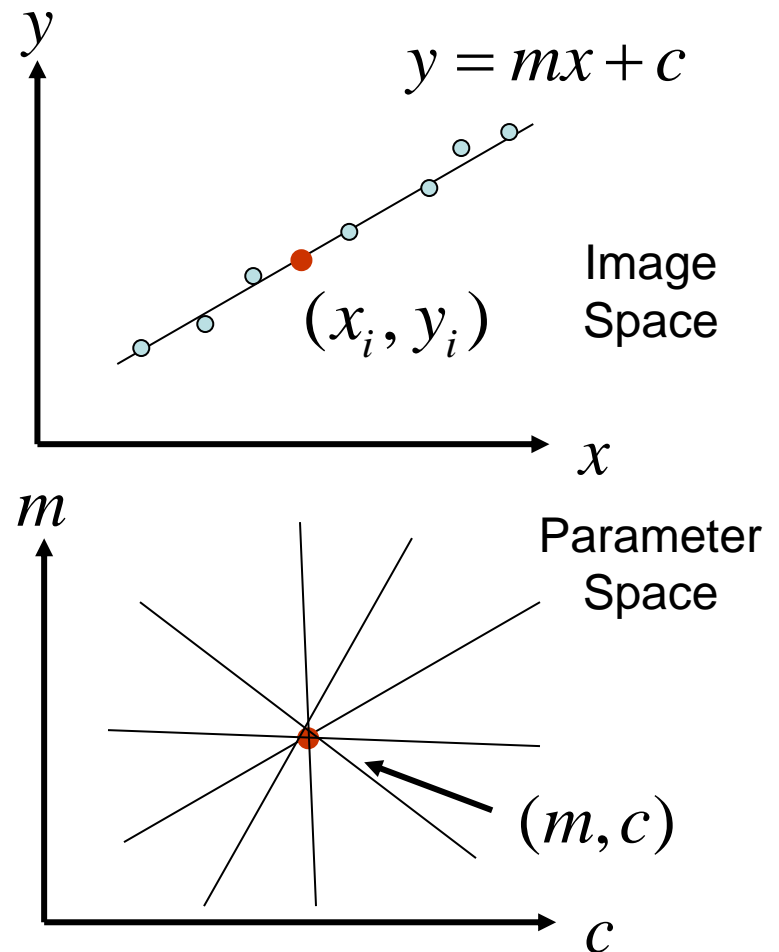 y
y = mx + c
Image
Space
(x_i, y_i)
x
m
Parameter
Space
(m, c)
c